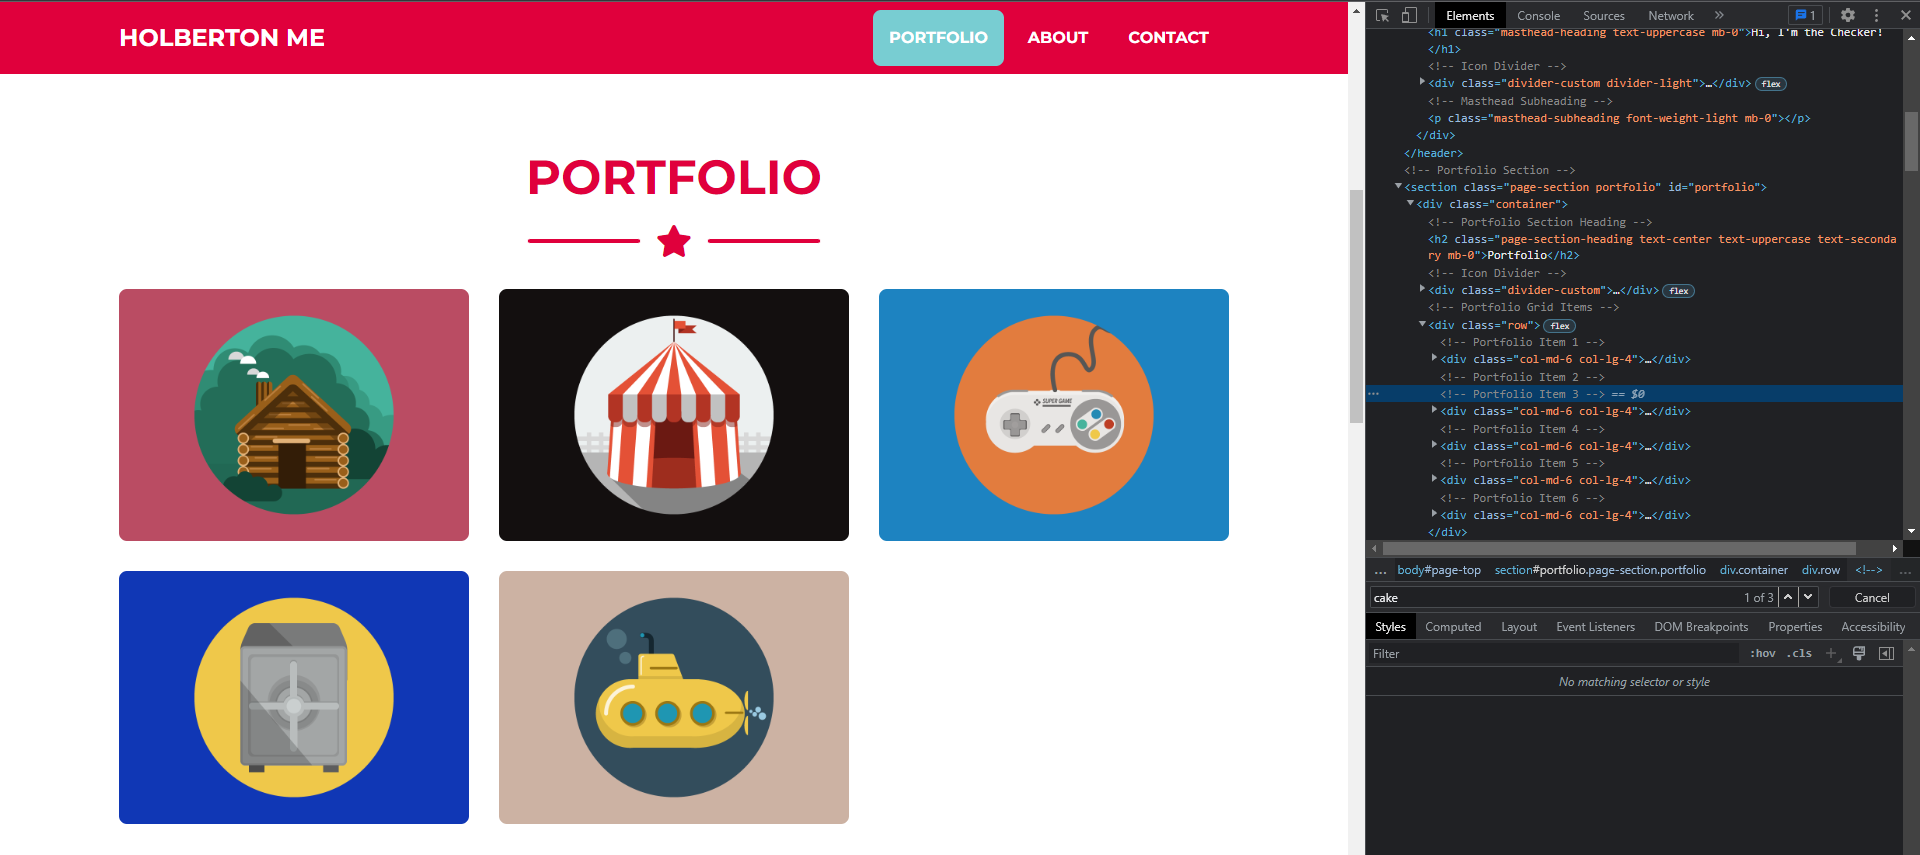 HOLBERTON ME
PORTFOLIO
ABOUT
CONTACT
PORTFOLIO
SUPER GAME
Elements
Console
Sources
Network
»
1
<h1 class="masthead-heading text-uppercase mb-0">Hi, I'm the Checker!
</h1>
<!-- Icon Divider -->
<div class="divider-custom divider-light">…</div> flex
<!-- Masthead Subheading -->
<p class="masthead-subheading font-weight-light mb-0"></p>
</div>
</header>
<!-- Portfolio Section -->
<section class="page-section portfolio" id="portfolio">
<div class="container">
<!-- Portfolio Section Heading -->
<h2 class="page-section-heading text-center text-uppercase text-seconda
ry mb-0">Portfolio</h2>
<!-- Icon Divider -->
<div class="divider-custom">…</div> flex
<!-- Portfolio Grid Items -->
<div class="row"> flex
<!-- Portfolio Item 1 -->
<div class="col-md-6 col-lg-4">…</div>
<!-- Portfolio Item 2 -->
<!-- Portfolio Item 3 --> == $0
<div class="col-md-6 col-lg-4">…</div>
<!-- Portfolio Item 4 -->
<div class="col-md-6 col-lg-4">…</div>
<!-- Portfolio Item 5 -->
<div class="col-md-6 col-lg-4">…</div>
<!-- Portfolio Item 6 -->
<div class="col-md-6 col-lg-4">…</div>
</div>
... body#page-top section#portfolio.page-section.portfolio div.container div.row <!--> ...
cake
1 of 3
Cancel
Styles
Computed
Layout
Event Listeners
DOM Breakpoints
Properties
Accessibility
Filter
:hov
.cls
No matching selector or style